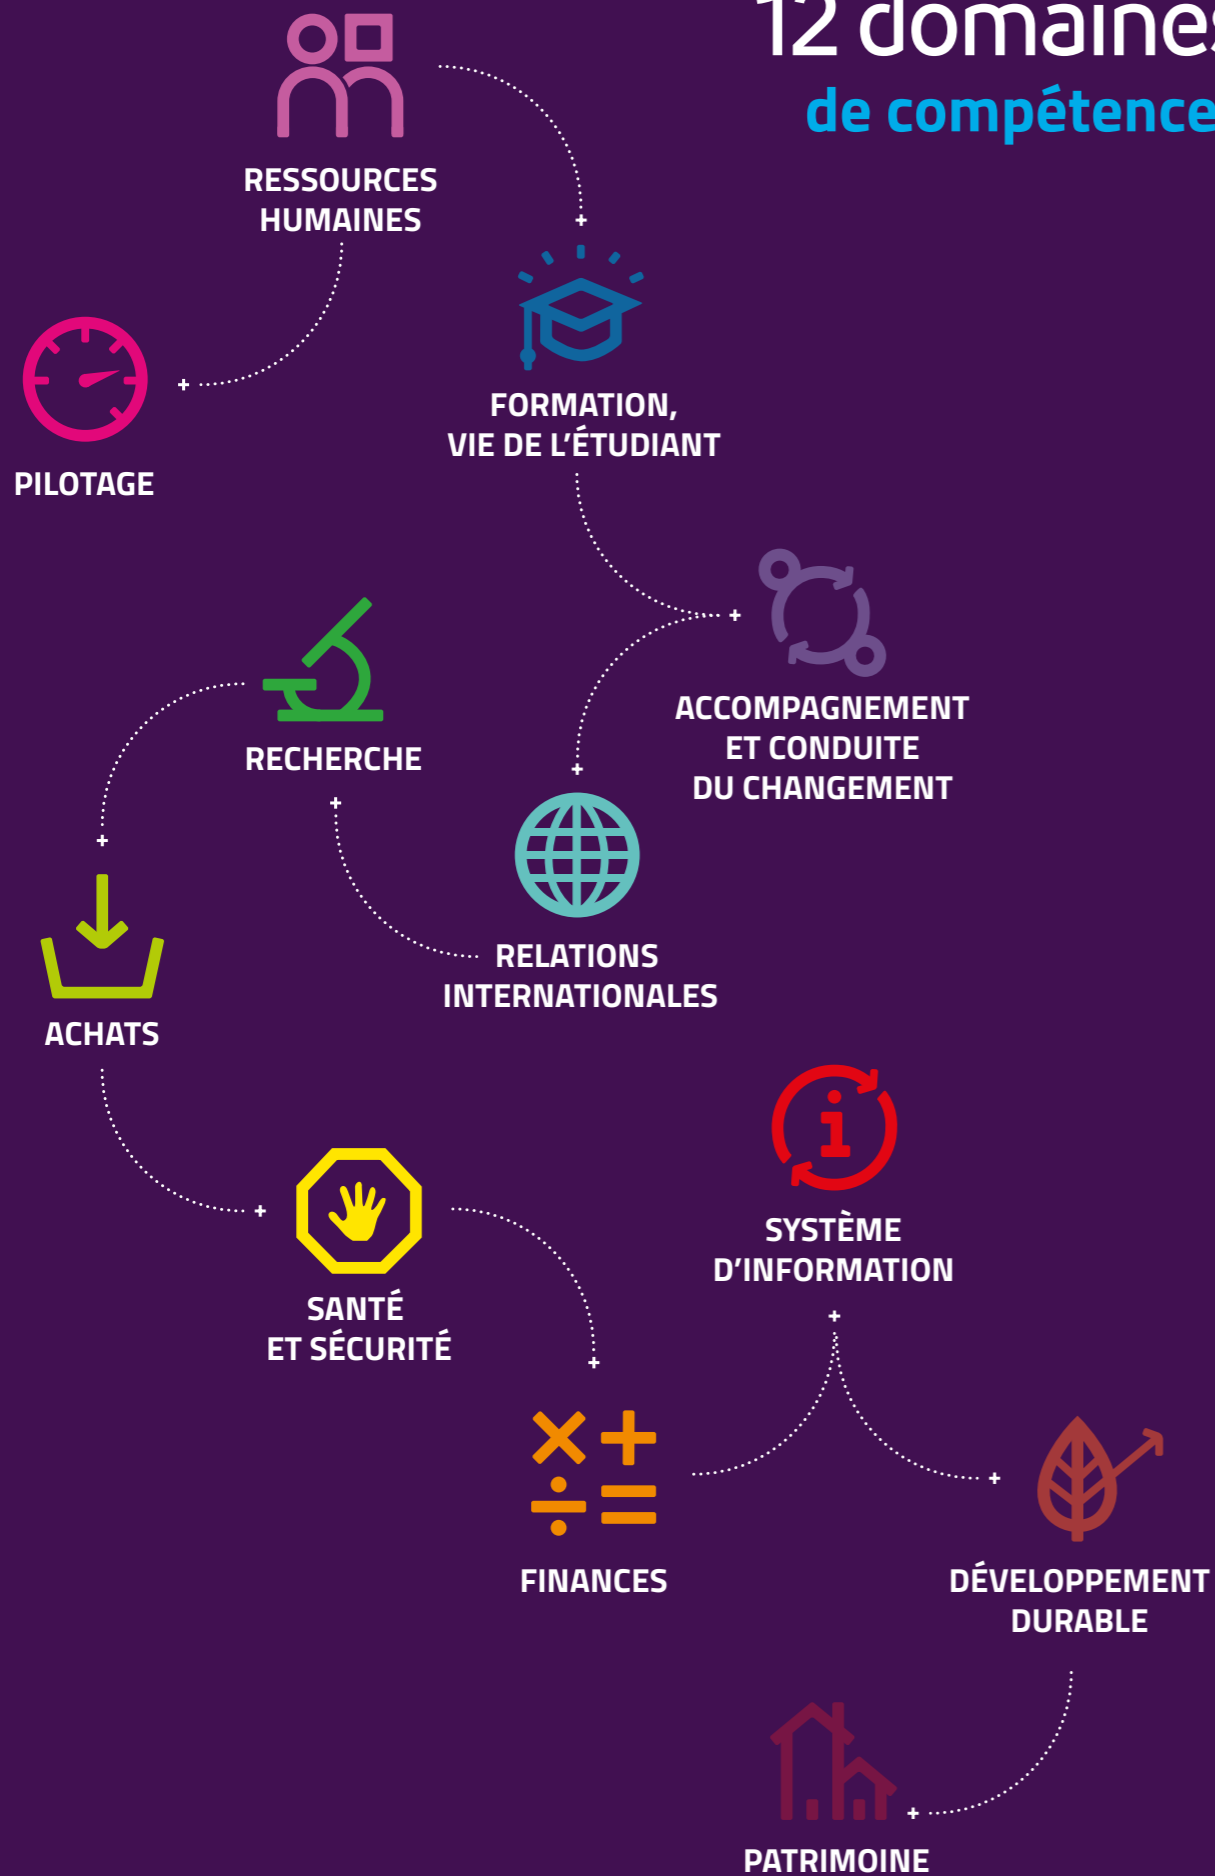 12 domaines
de compétence
RESSOURCES
HUMAINES
FORMATION,
VIE DE L'ÉTUDIANT
PILOTAGE
ACCOMPAGNEMENT
ET CONDUITE
DU CHANGEMENT
RECHERCHE
RELATIONS
INTERNATIONALES
ACHATS
SYSTÈME
D'INFORMATION
SANTÉ
ET SÉCURITÉ
FINANCES
DÉVELOPPEMENT
DURABLE
PATRIMOINE